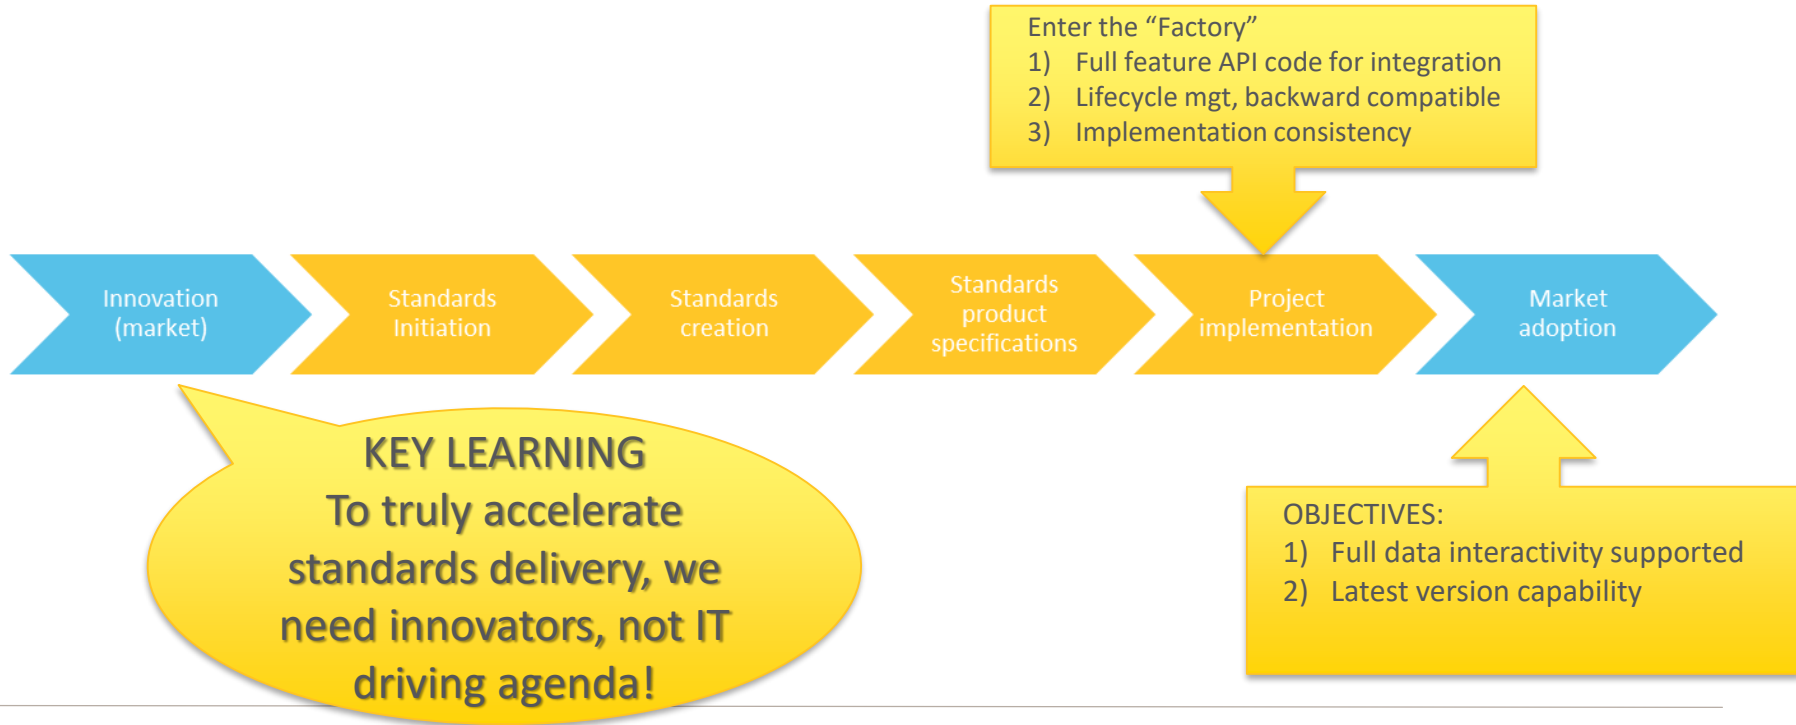 Enter the “Factory”
1) Full feature API code for integration
2) Lifecycle mgt, backward compatible
3) Implementation consistency
Innovation
(market)
Standards
Initiation
Standards
creation
Standards
product
specifications
Project
implementation
Market
adoption
KEY LEARNING
To truly accelerate
standards delivery, we
need innovators, not IT
driving agenda!
OBJECTIVES:
1) Full data interactivity supported
2) Latest version capability